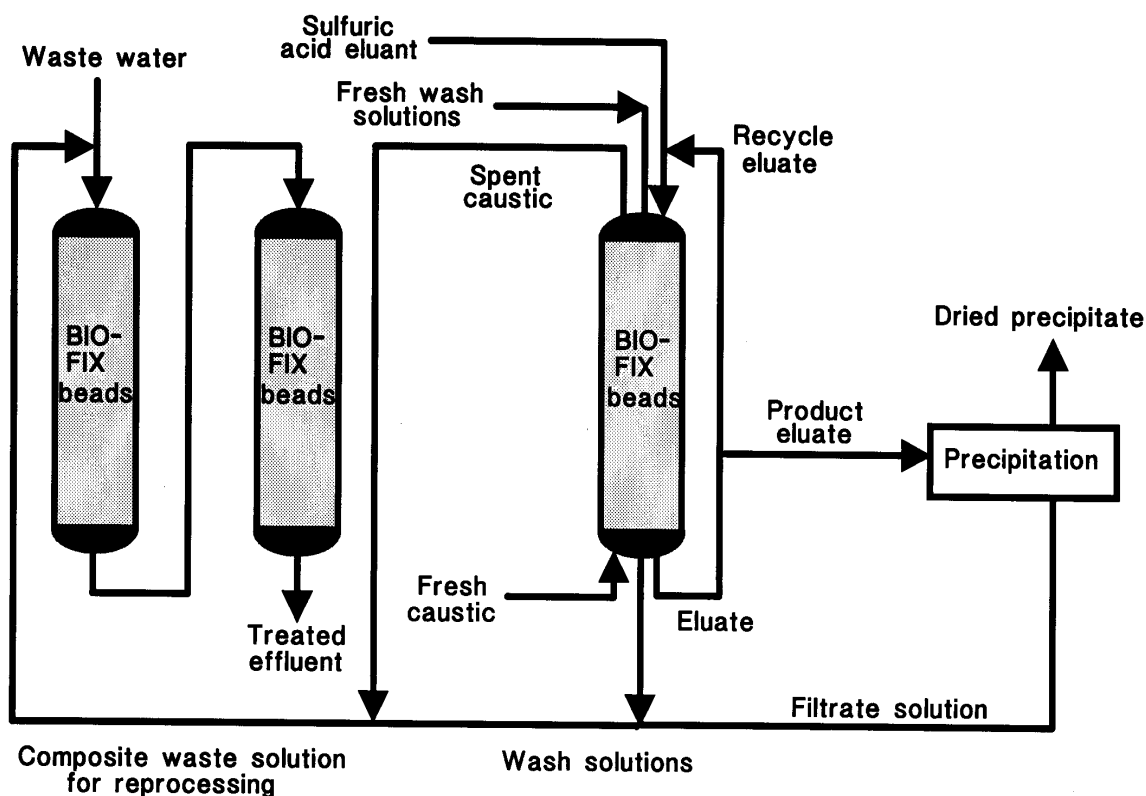 Sulfuric
acid eluant
Waste water
Fresh wash
solutions
Recycle
eluate
Spent
caustic
BIO-
FIX
beads
BIO-
FIX
beads
BIO-
FIX
beads
Dried precipitate
Product
eluate
Precipitation
Fresh
caustic
Eluate
Treated
effluent
Filtrate solution
Composite waste solution
for reprocessing
Wash solutions